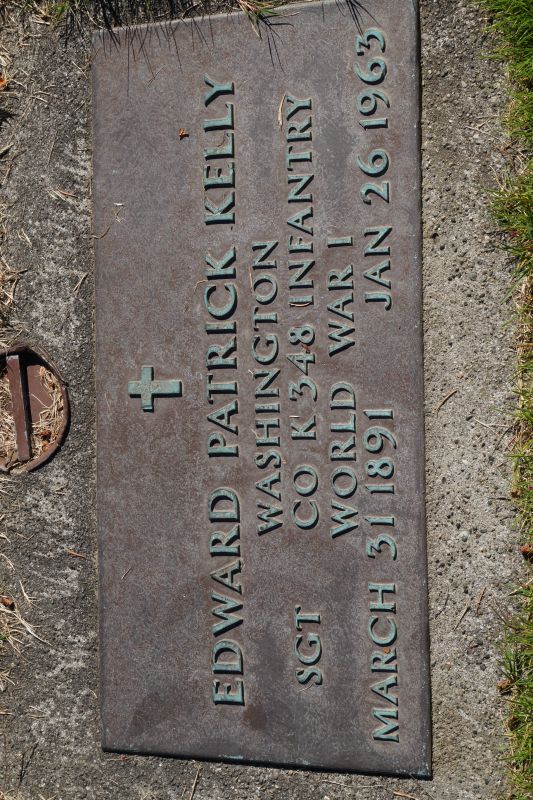 EDWARD PATRICK KELLY
WASHINGTON
SGT CO K 348 INFANTRY
WORLD WAR I
MARCH 31 1891 JAN 26 1963